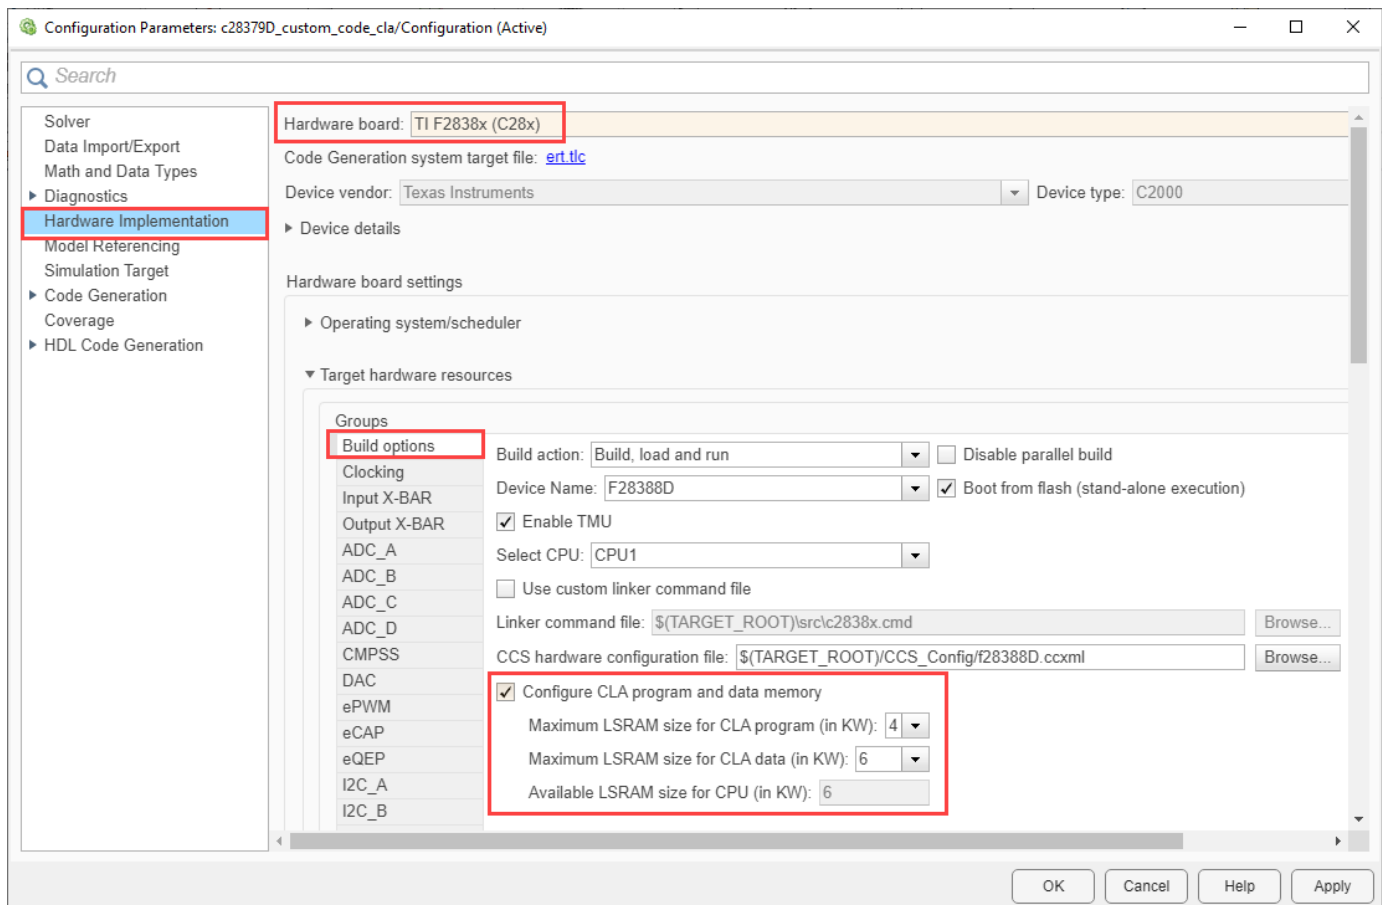 Configuration Parameters: c28379D_custom_code_cla/Configuration (Active)
Search
Solver
Data Import/Export
Math and Data Types
Diagnostics
Hardware Implementation
Model Referencing
Simulation Target
Code Generation
Coverage
HDL Code Generation
Hardware board: TI F2838x (C28x)
Code Generation system target file: ert.tlc
Device vendor: Texas Instruments Device type: C2000
Device details
Hardware board settings
Operating system/scheduler
Target hardware resources
Groups
Build options
Clocking
Input X-BAR
Output X-BAR
ADC_A
ADC_B
ADC_C
ADC_D
CMPSS
DAC
ePWM
eCAP
eQEP
I2C_A
I2C_B
Build action: Build, load and run Disable parallel build
Device Name: F28388D Boot from flash (stand-alone execution)
Enable TMU
Select CPU: CPU1
Use custom linker command file
Linker command file: $(TARGET_ROOT)\src\c2838x.cmd Browse...
CCS hardware configuration file: $(TARGET_ROOT)/CCS_Config/f28388D.ccxml Browse...
Configure CLA program and data memory
Maximum LSRAM size for CLA program (in KW): 4
Maximum LSRAM size for CLA data (in KW): 6
Available LSRAM size for CPU (in KW): 6
OK Cancel Help Apply